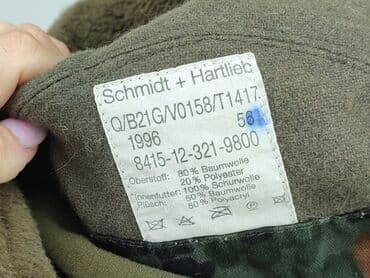 Schmidt + Hartlieb
Q/B21G/V0158/T1417
1996 56
8415-12-321-9800
Oberstoff: 80 % Baumwolle
20 % Polyester
Innenfutter: 100 % Schurwolle
Plüsch: 50 % Baumwolle
50 % Polyacryl